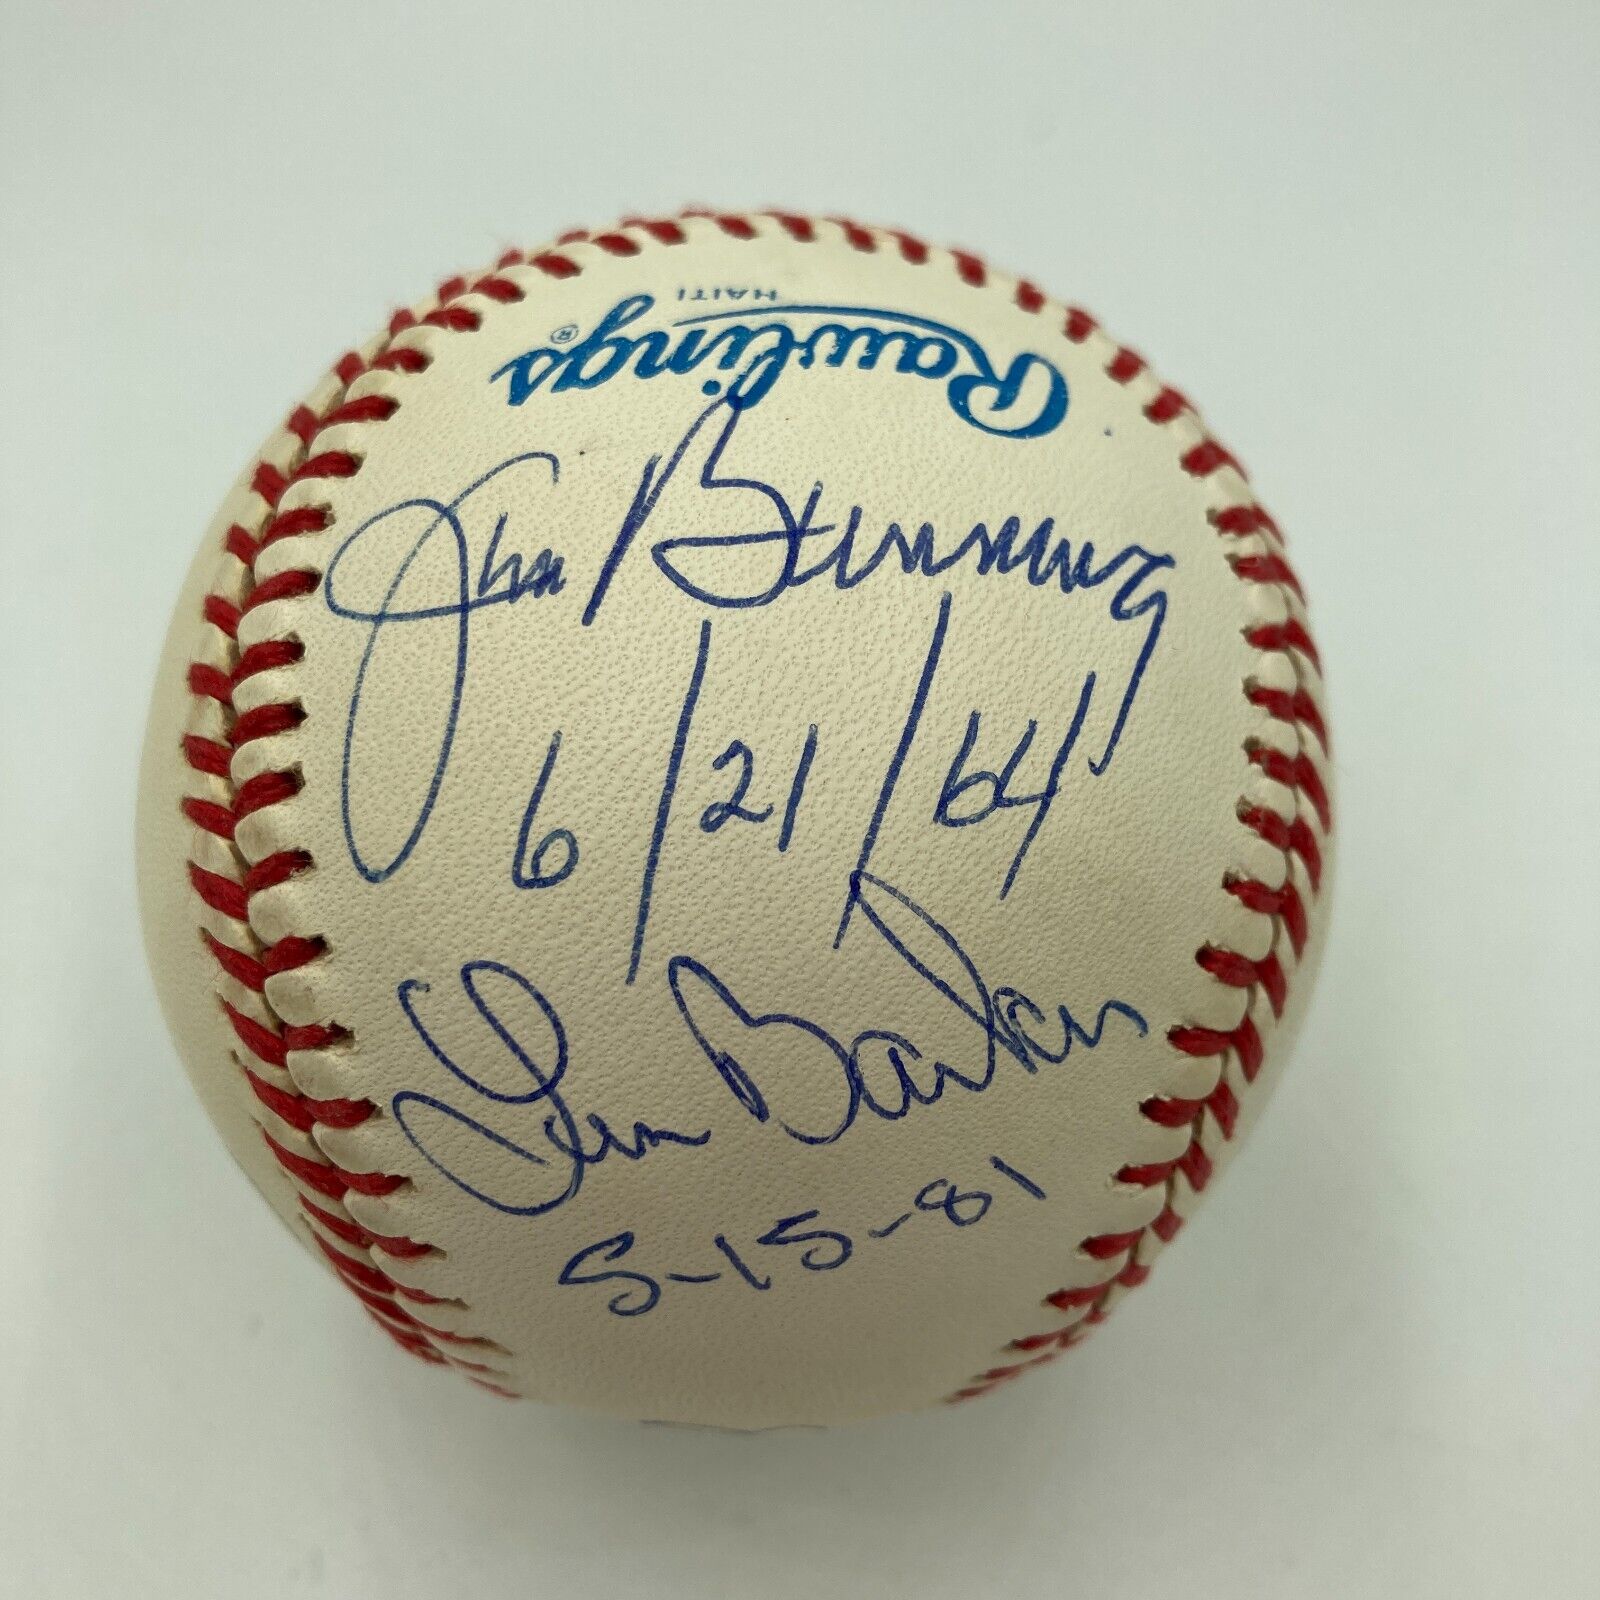 HAITI
Rawlings®
Jim Bunning
6/21/64
Len Barker
5-15-81